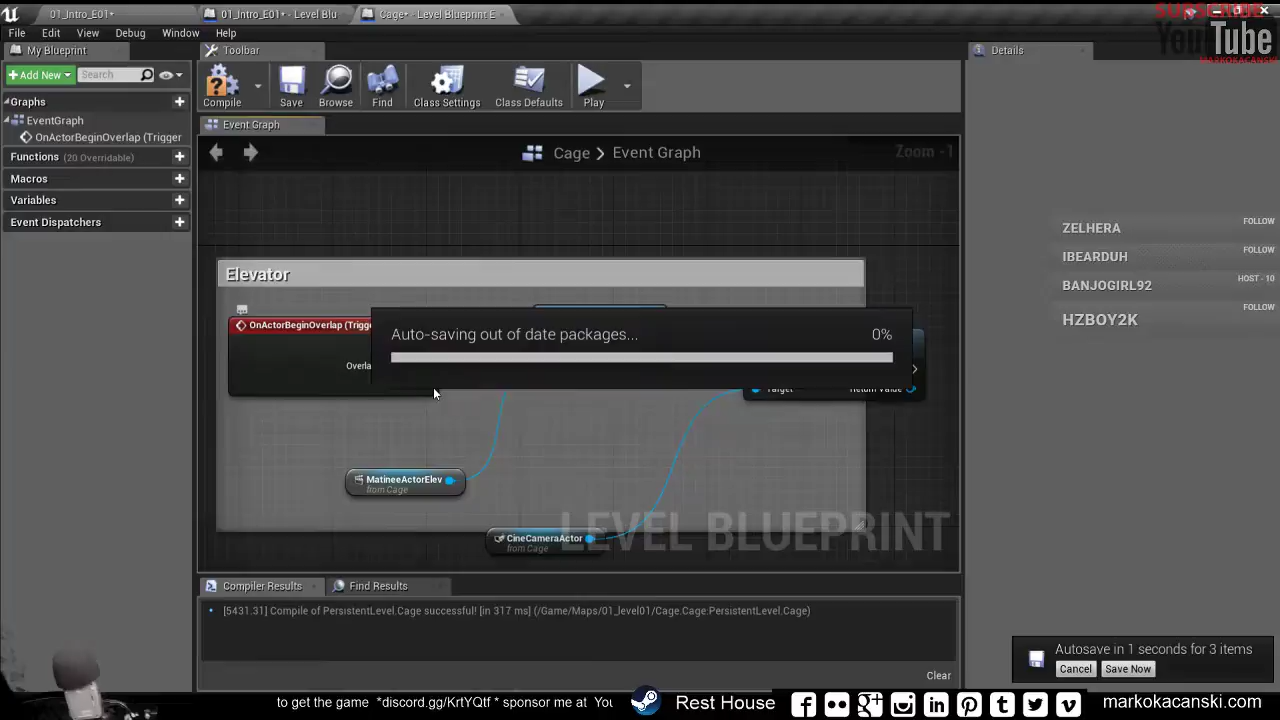 SUBSCRIBE
YouTube
MARKOKACANSKI
01_Intro_E01*
01_Intro_E01* - Level Blu
Cage* - Level Blueprint E
File Edit View Debug Window Help
My Blueprint
Toolbar
Details
Add New
Search
Compile
Save
Browse
Find
Class Settings
Class Defaults
Play
Graphs
EventGraph
OnActorBeginOverlap (Trigger
Functions (20 Overridable)
Macros
Variables
Event Dispatchers
Event Graph
Cage > Event Graph
Zoom -1
Elevator
OnActorBeginOverlap (Trigge
Overla
Auto-saving out of date packages... 0%
Target
Return Value
MatineeActorElev
from Cage
CineCameraActor
from Cage
LEVEL BLUEPRINT
ZELHERA FOLLOW
IBEARDUH FOLLOW
BANJOGIRL92 HOST - 10
HZBOY2K FOLLOW
Compiler Results
Find Results
[5431.31] Compile of PersistentLevel.Cage successful! [in 317 ms] (/Game/Maps/01_level01/Cage.Cage:PersistentLevel.Cage)
Clear
Autosave in 1 seconds for 3 items
Cancel
Save Now
to get the game *discord.gg/KrtYQtf * sponsor me at You
Rest House
markokacanski.com